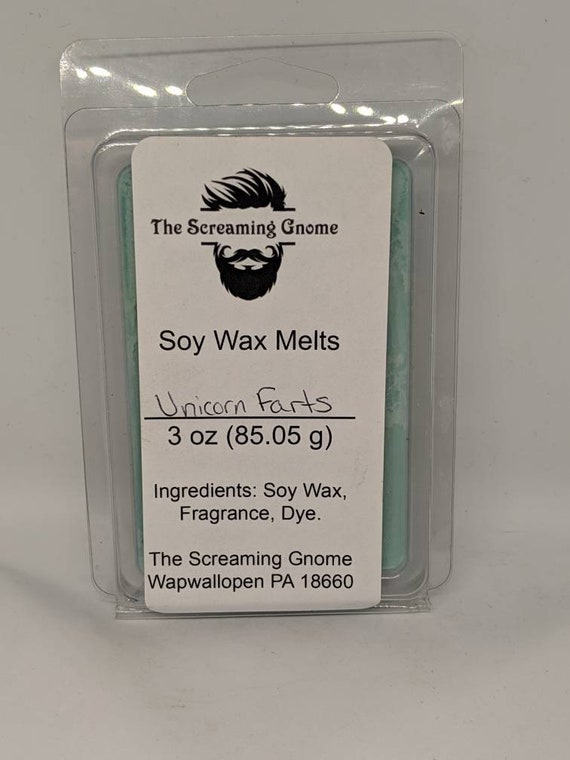 The Screaming Gnome
Soy Wax Melts
Unicorn Farts
3 oz (85.05 g)
Ingredients: Soy Wax,
Fragrance, Dye.
The Screaming Gnome
Wapwallopen PA 18660